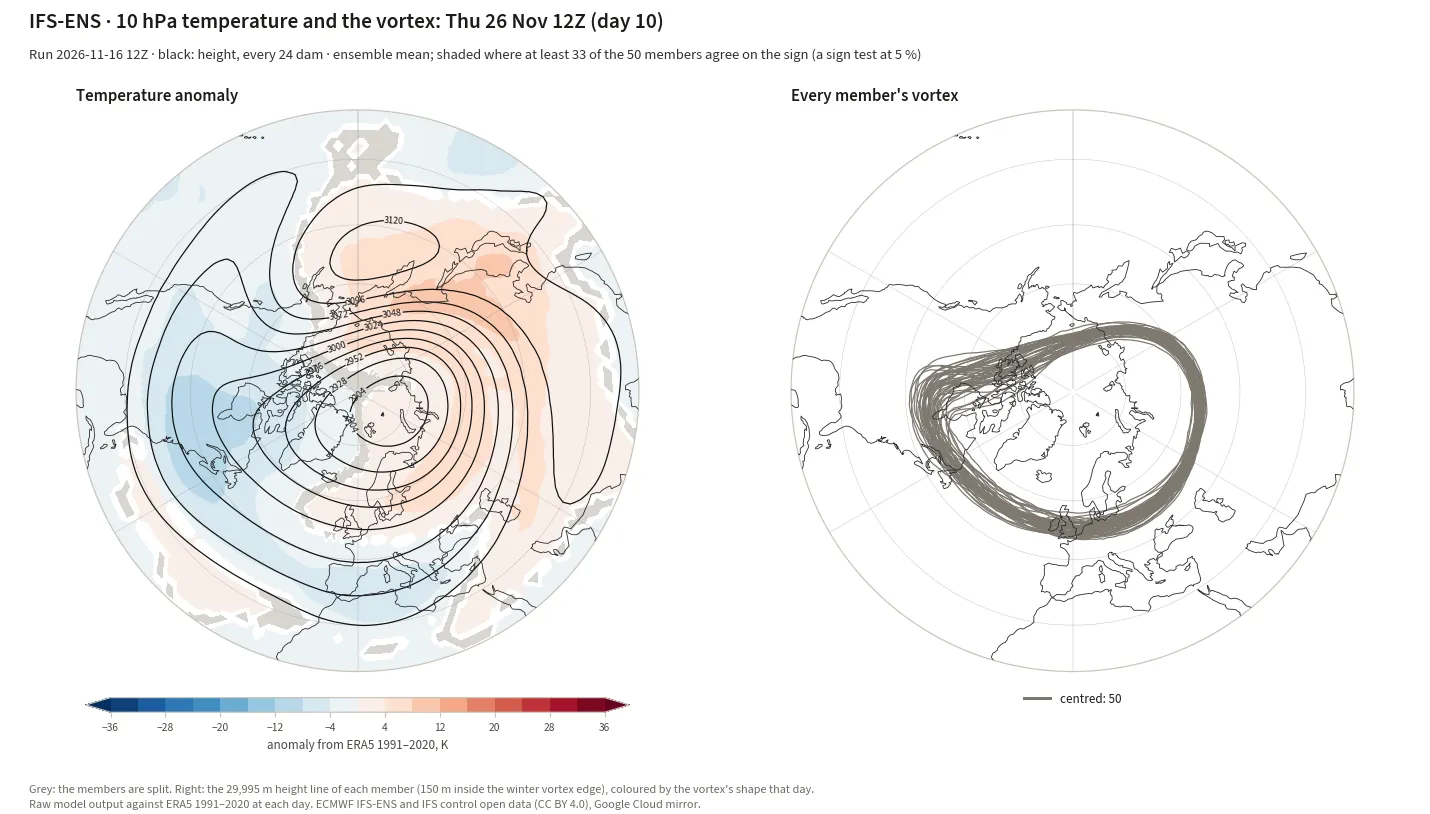 IFS-ENS · 10 hPa temperature and the vortex: Thu 26 Nov 12Z (day 10)
Run 2026-11-16 12Z · black: height, every 24 dam · ensemble mean; shaded where at least 33 of the 50 members agree on the sign (a sign test at 5 %)
Temperature anomaly
Every member's vortex
3120
3096
3072
3048
3024
3000
2952
2928
2904
2904
−36 −28 −20 −12 −4 4 12 20 28 36
anomaly from ERA5 1991–2020, K
centred: 50
Grey: the members are split. Right: the 29,995 m height line of each member (150 m inside the winter vortex edge), coloured by the vortex's shape that day.
Raw model output against ERA5 1991–2020 at each day. ECMWF IFS-ENS and IFS control open data (CC BY 4.0), Google Cloud mirror.